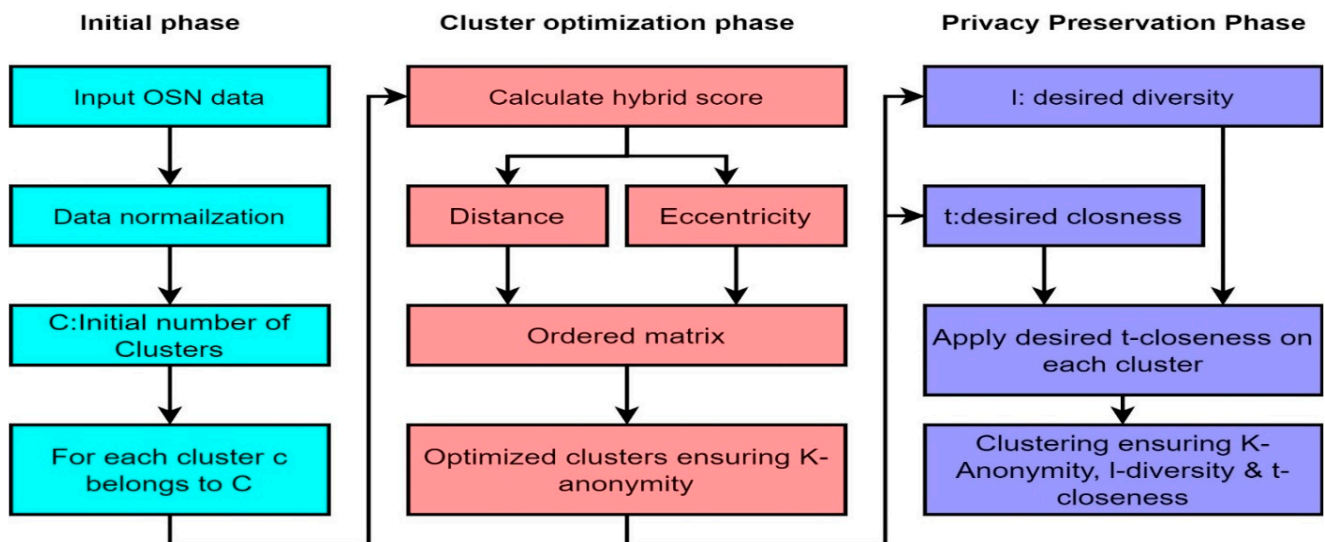 Initial phase
Input OSN data
Data normailzation
C:Initial number of
Clusters
For each cluster c
belongs to C
Cluster optimization phase
Calculate hybrid score
Distance
Eccentricity
Ordered matrix
Optimized clusters ensuring K-
anonymity
Privacy Preservation Phase
l: desired diversity
t:desired closness
Apply desired t-closeness on
each cluster
Clustering ensuring K-
Anonymity, l-diversity & t-
closeness